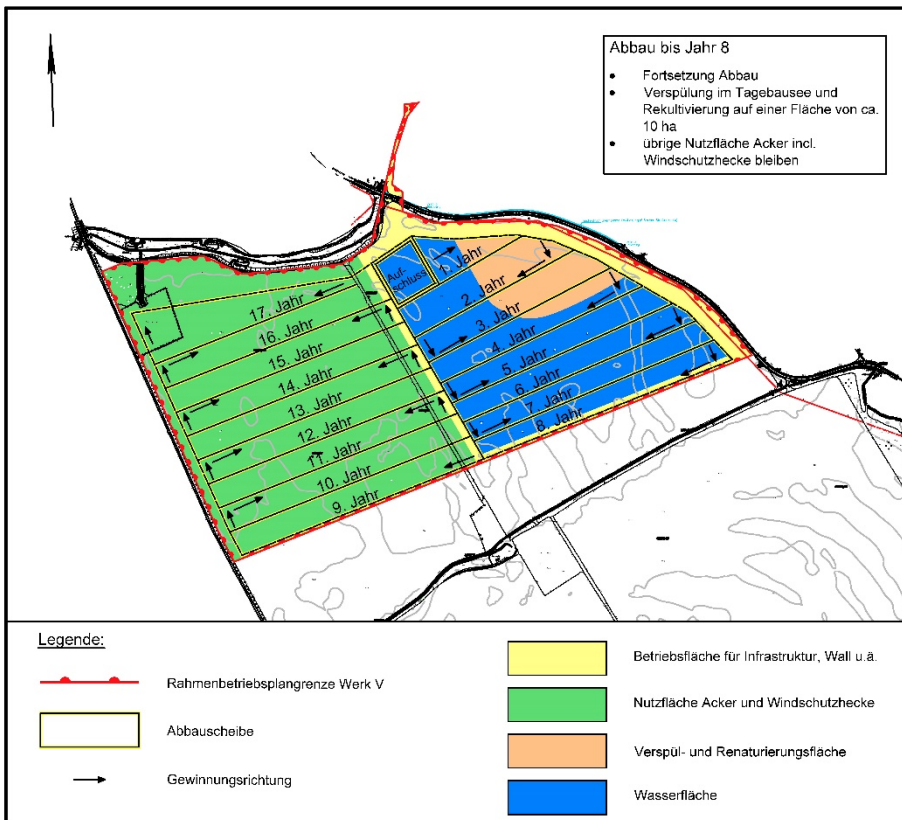 Abbau bis Jahr 8
• Fortsetzung Abbau
• Verspülung im Tagebausee und
Rekultivierung auf einer Fläche von ca.
10 ha
• übrige Nutzfläche Acker incl.
Windschutzhecke bleiben
Auf-
schluss
1. Jahr
2. Jahr
3. Jahr
4. Jahr
5. Jahr
6. Jahr
7. Jahr
8. Jahr
17. Jahr
16. Jahr
15. Jahr
14. Jahr
13. Jahr
12. Jahr
11. Jahr
10. Jahr
9. Jahr
Legende:
Rahmenbetriebsplangrenze Werk V
Abbauscheibe
Gewinnungsrichtung
Betriebsfläche für Infrastruktur, Wall u.ä.
Nutzfläche Acker und Windschutzhecke
Verspül- und Renaturierungsfläche
Wasserfläche